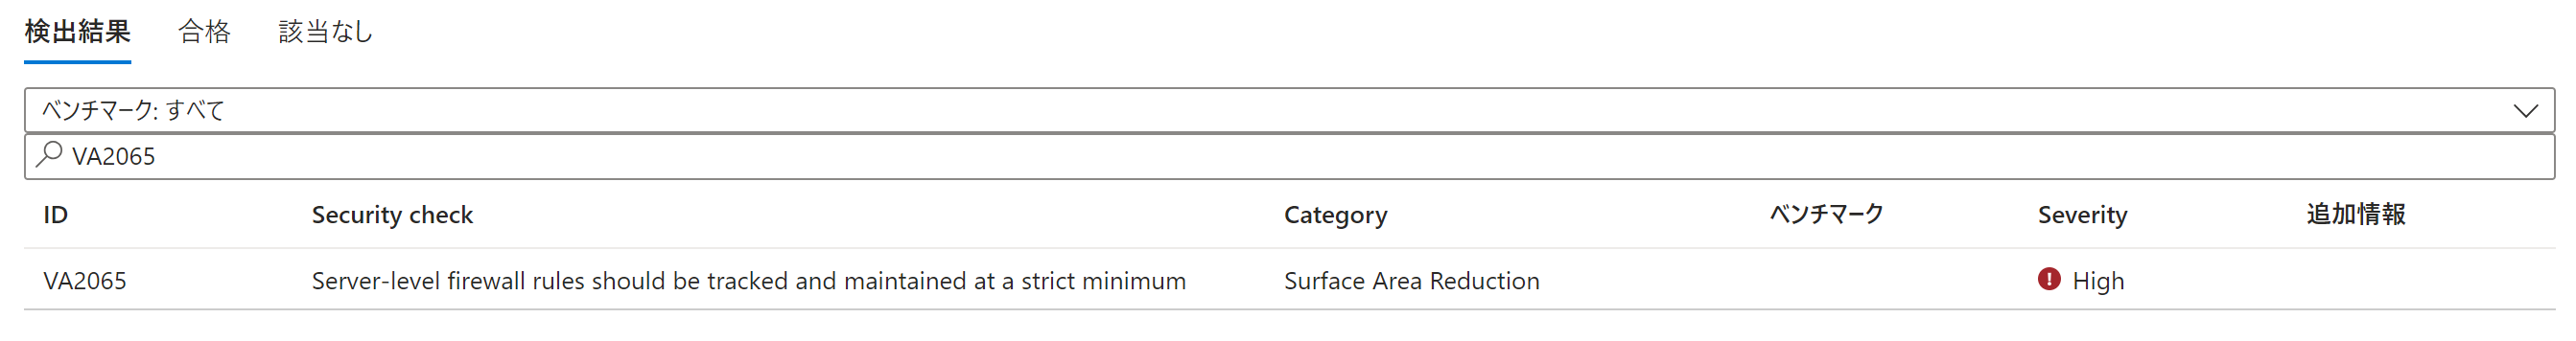 検出結果 合格 該当なし
ベンチマーク: すべて
VA2065
ID Security check Category ベンチマーク Severity 追加情報
VA2065 Server-level firewall rules should be tracked and maintained at a strict minimum Surface Area Reduction High